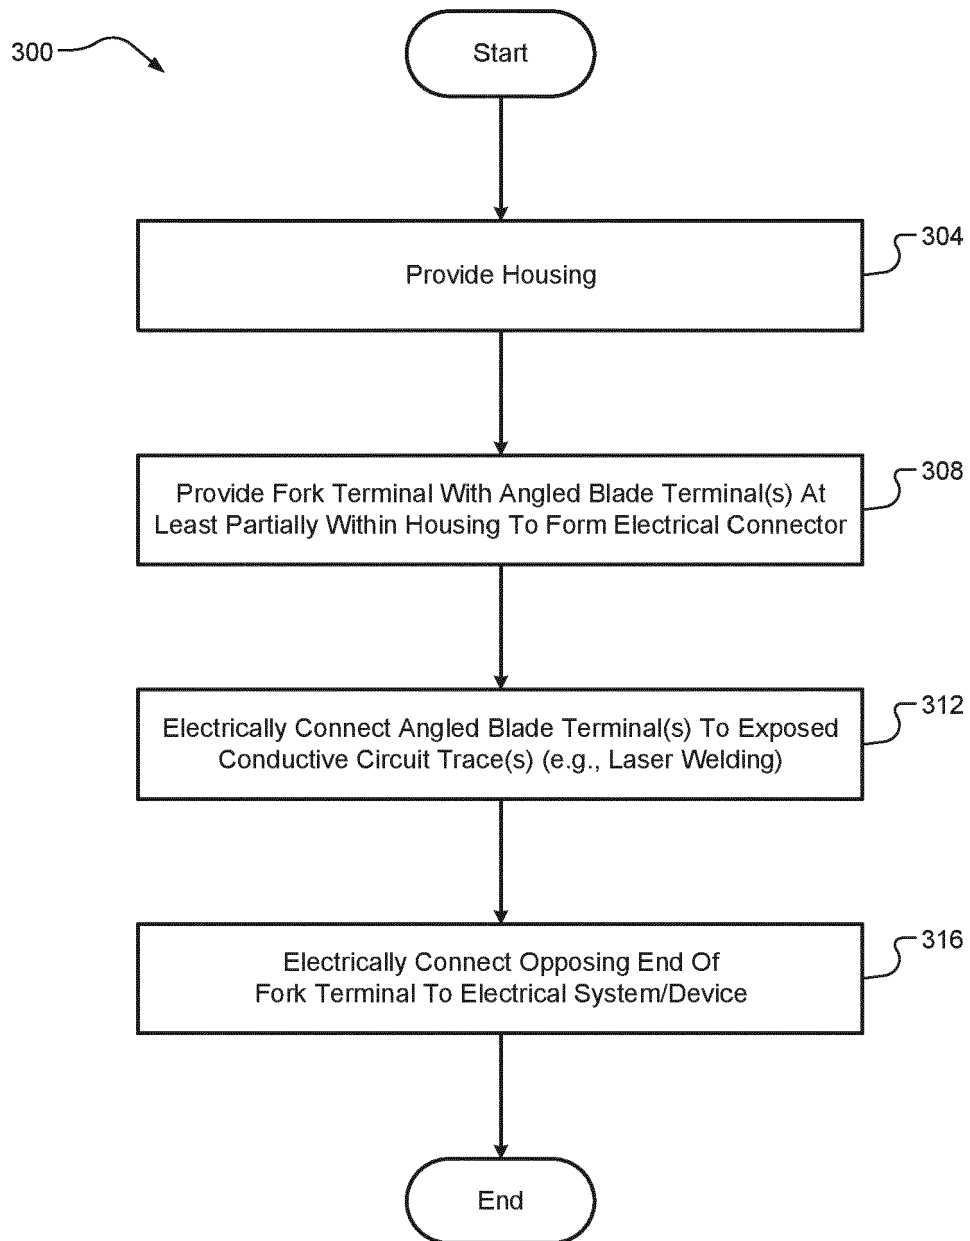 300
Start
304
Provide Housing
308
Provide Fork Terminal With Angled Blade Terminal(s) At
Least Partially Within Housing To Form Electrical Connector
312
Electrically Connect Angled Blade Terminal(s) To Exposed
Conductive Circuit Trace(s) (e.g., Laser Welding)
316
Electrically Connect Opposing End Of
Fork Terminal To Electrical System/Device
End